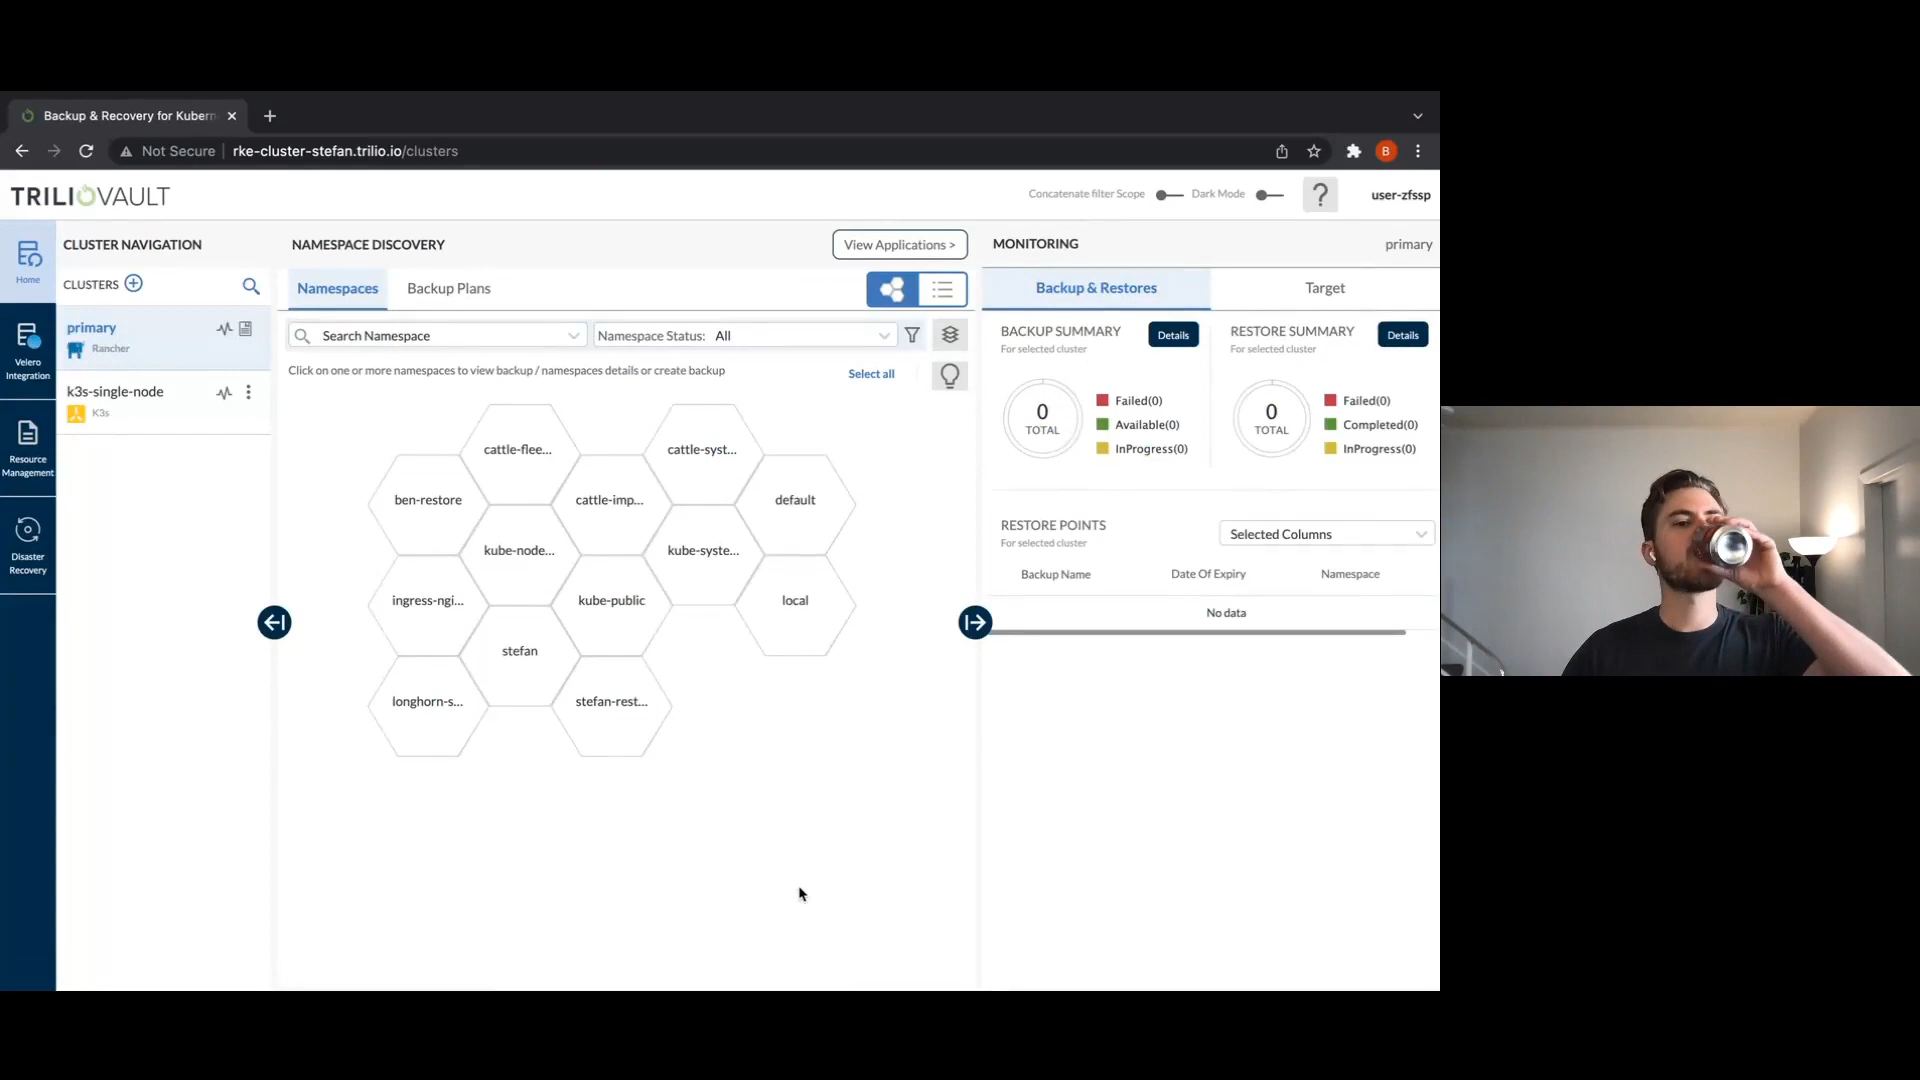 Backup & Recovery for Kubern
Not Secure
rke-cluster-stefan.trilio.io/clusters
B
TRILIOVAULT
Concatenate filter Scope
Dark Mode
?
user-zfssp
Home
Velero
Integration
Resource
Management
Disaster
Recovery
CLUSTER NAVIGATION
CLUSTERS
primary
Rancher
k3s-single-node
K3s
NAMESPACE DISCOVERY
View Applications >
Namespaces
Backup Plans
Search Namespace
Namespace Status: All
Click on one or more namespaces to view backup / namespaces details or create backup
Select all
cattle-flee...
cattle-syst...
ben-restore
cattle-imp...
default
kube-node...
kube-syste...
ingress-ngi...
kube-public
local
stefan
longhorn-s...
stefan-rest...
MONITORING
primary
Backup & Restores
Target
BACKUP SUMMARY
For selected cluster
Details
0
TOTAL
Failed(0)
Available(0)
InProgress(0)
RESTORE SUMMARY
For selected cluster
Details
0
TOTAL
Failed(0)
Completed(0)
InProgress(0)
RESTORE POINTS
For selected cluster
Selected Columns
Backup Name
Date Of Expiry
Namespace
No data